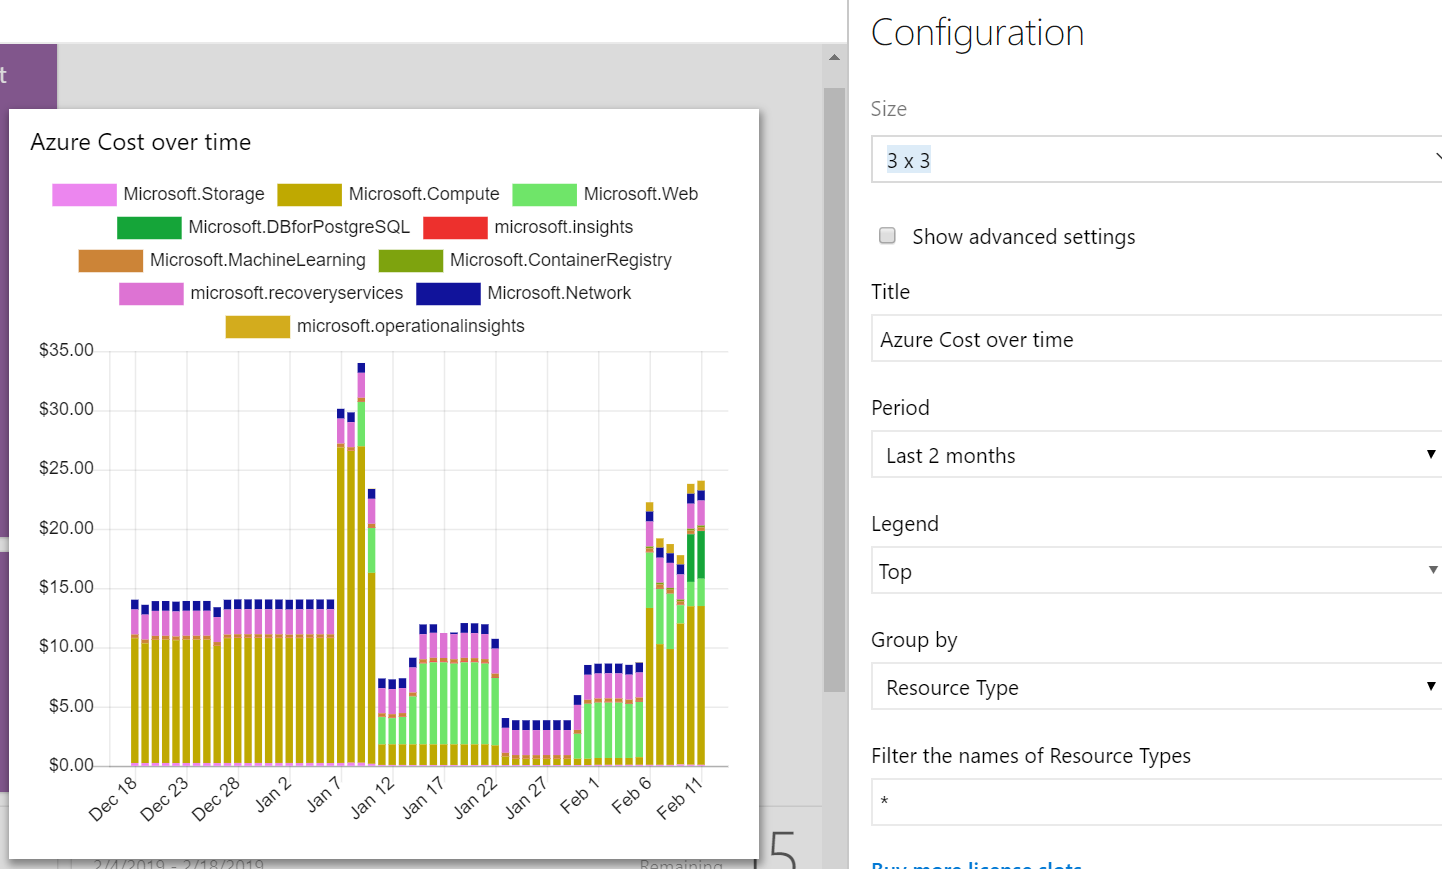 t
Azure Cost over time
Microsoft.Storage Microsoft.Compute Microsoft.Web
Microsoft.DBforPostgreSQL microsoft.insights
Microsoft.MachineLearning Microsoft.ContainerRegistry
microsoft.recoveryservices Microsoft.Network
microsoft.operationalinsights
$35.00
$30.00
$25.00
$20.00
$15.00
$10.00
$5.00
$0.00
Dec 18 Dec 23 Dec 28 Jan 2 Jan 7 Jan 12 Jan 17 Jan 22 Jan 27 Feb 1 Feb 6 Feb 11
2/4/2019 - 2/18/2019
Remaining
5
Configuration
Size
3 x 3
Show advanced settings
Title
Azure Cost over time
Period
Last 2 months
Legend
Top
Group by
Resource Type
Filter the names of Resource Types
*
Buy more license slots